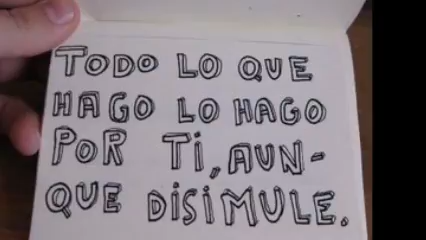 TODO LO QUE
HAGO LO HAGO
POR TI, AUN-
QUE DISIMULE.